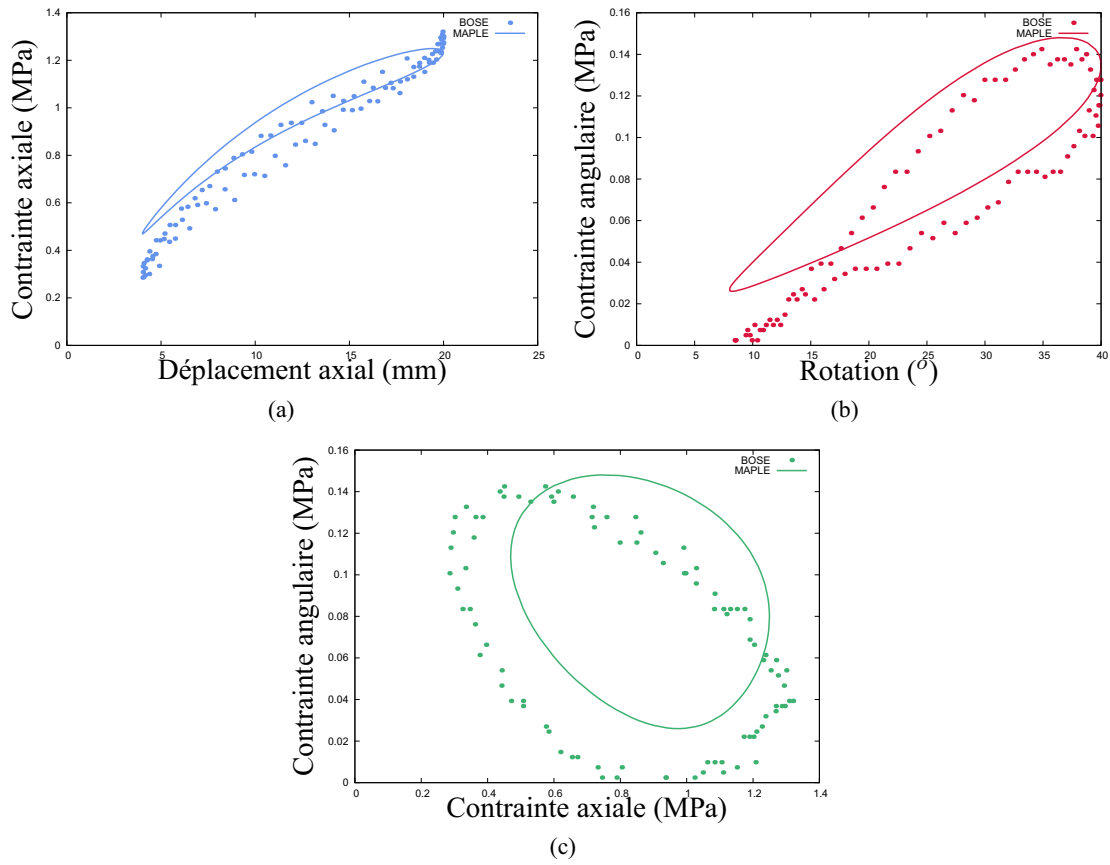 Contrainte axiale (MPa)
1.4
1.2
1
0.8
0.6
0.4
0.2
0
BOSE
MAPLE
0 5 10 15 20 25
Déplacement axial (mm)
(a)
Contrainte angulaire (MPa)
0.16
0.14
0.12
0.1
0.08
0.06
0.04
0.02
0
BOSE
MAPLE
0 5 10 15 20 25 30 35 40
Rotation (º)
(b)
Contrainte angulaire (MPa)
0.16
0.14
0.12
0.1
0.08
0.06
0.04
0.02
0
BOSE
MAPLE
0 0.2 0.4 0.6 0.8 1 1.2 1.4
Contrainte axiale (MPa)
(c)